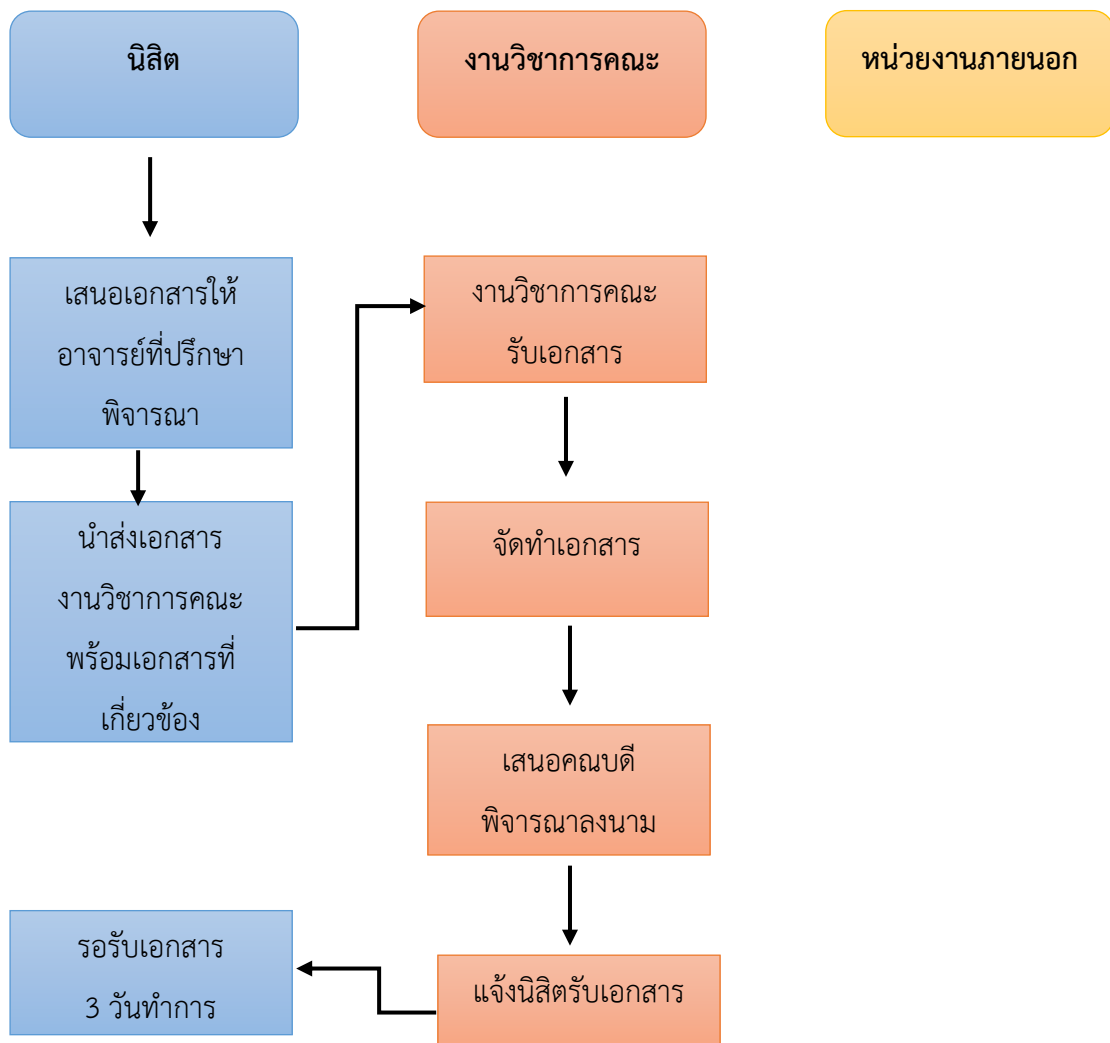 นิสิต
งานวิชาการคณะ
หน่วยงานภายนอก
เสนอเอกสารให้
อาจารย์ที่ปรึกษา
พิจารณา
นำส่งเอกสาร
งานวิชาการคณะ
พร้อมเอกสารที่
เกี่ยวข้อง
งานวิชาการคณะ
รับเอกสาร
จัดทำเอกสาร
เสนอคณบดี
พิจารณาลงนาม
แจ้งนิสิตรับเอกสาร
รอรับเอกสาร
3 วันทำการ